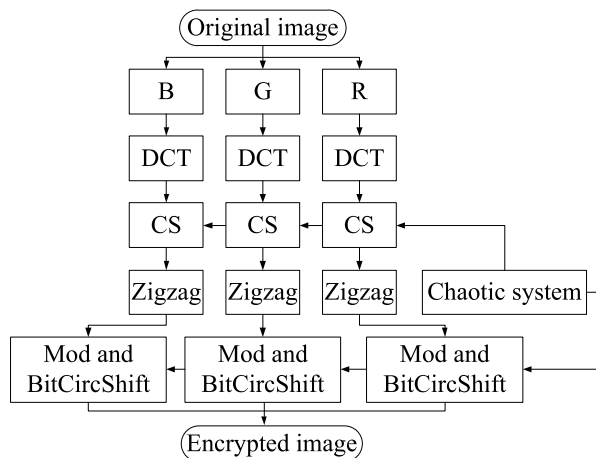 Original image
B
G
R
DCT
DCT
DCT
CS
CS
CS
Zigzag
Zigzag
Zigzag
Chaotic system
Mod and
BitCircShift
Mod and
BitCircShift
Mod and
BitCircShift
Encrypted image